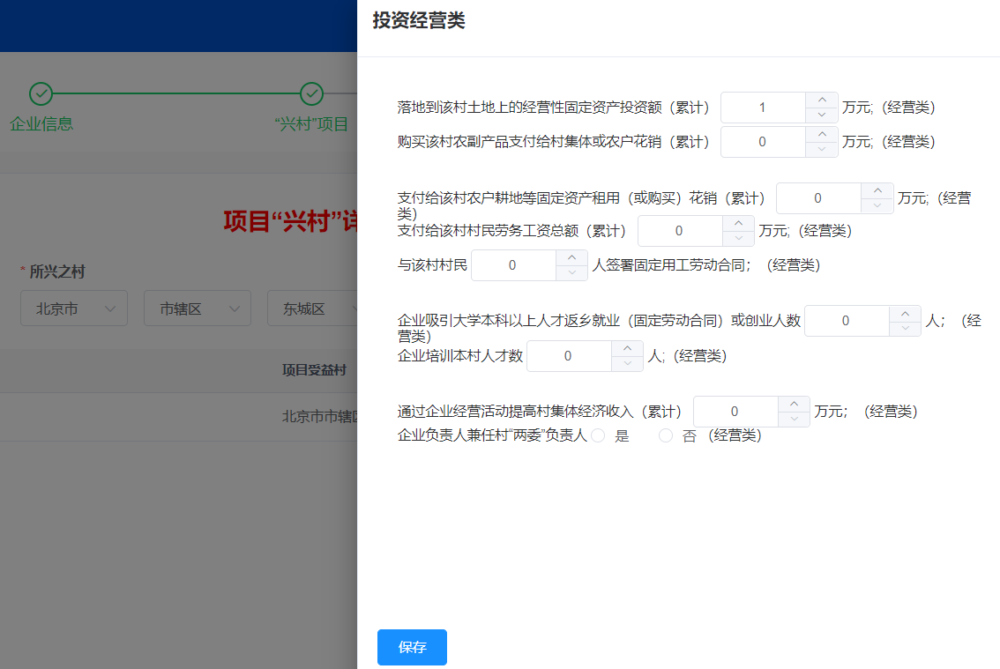 投资经营类
企业信息
“兴村”项目
项目“兴村”详
* 所兴之村
北京市 市辖区 东城区
项目受益村
北京市市辖区
落地到该村土地上的经营性固定资产投资额（累计） 1 万元;（经营类）
购买该村农副产品支付给村集体或农户花销（累计） 0 万元;（经营类）
支付给该村农户耕地等固定资产租用（或购买）花销（累计） 0 万元;（经营
类）
支付给该村村民劳务工资总额（累计） 0 万元;（经营类）
与该村村民 0 人签署固定用工劳动合同；（经营类）
企业吸引大学本科以上人才返乡就业（固定劳动合同）或创业人数 0 人；（经
营类）
企业培训本村人才数 0 人;（经营类）
通过企业经营活动提高村集体经济收入（累计） 0 万元；（经营类）
企业负责人兼任村“两委”负责人 是 否 （经营类）
保存